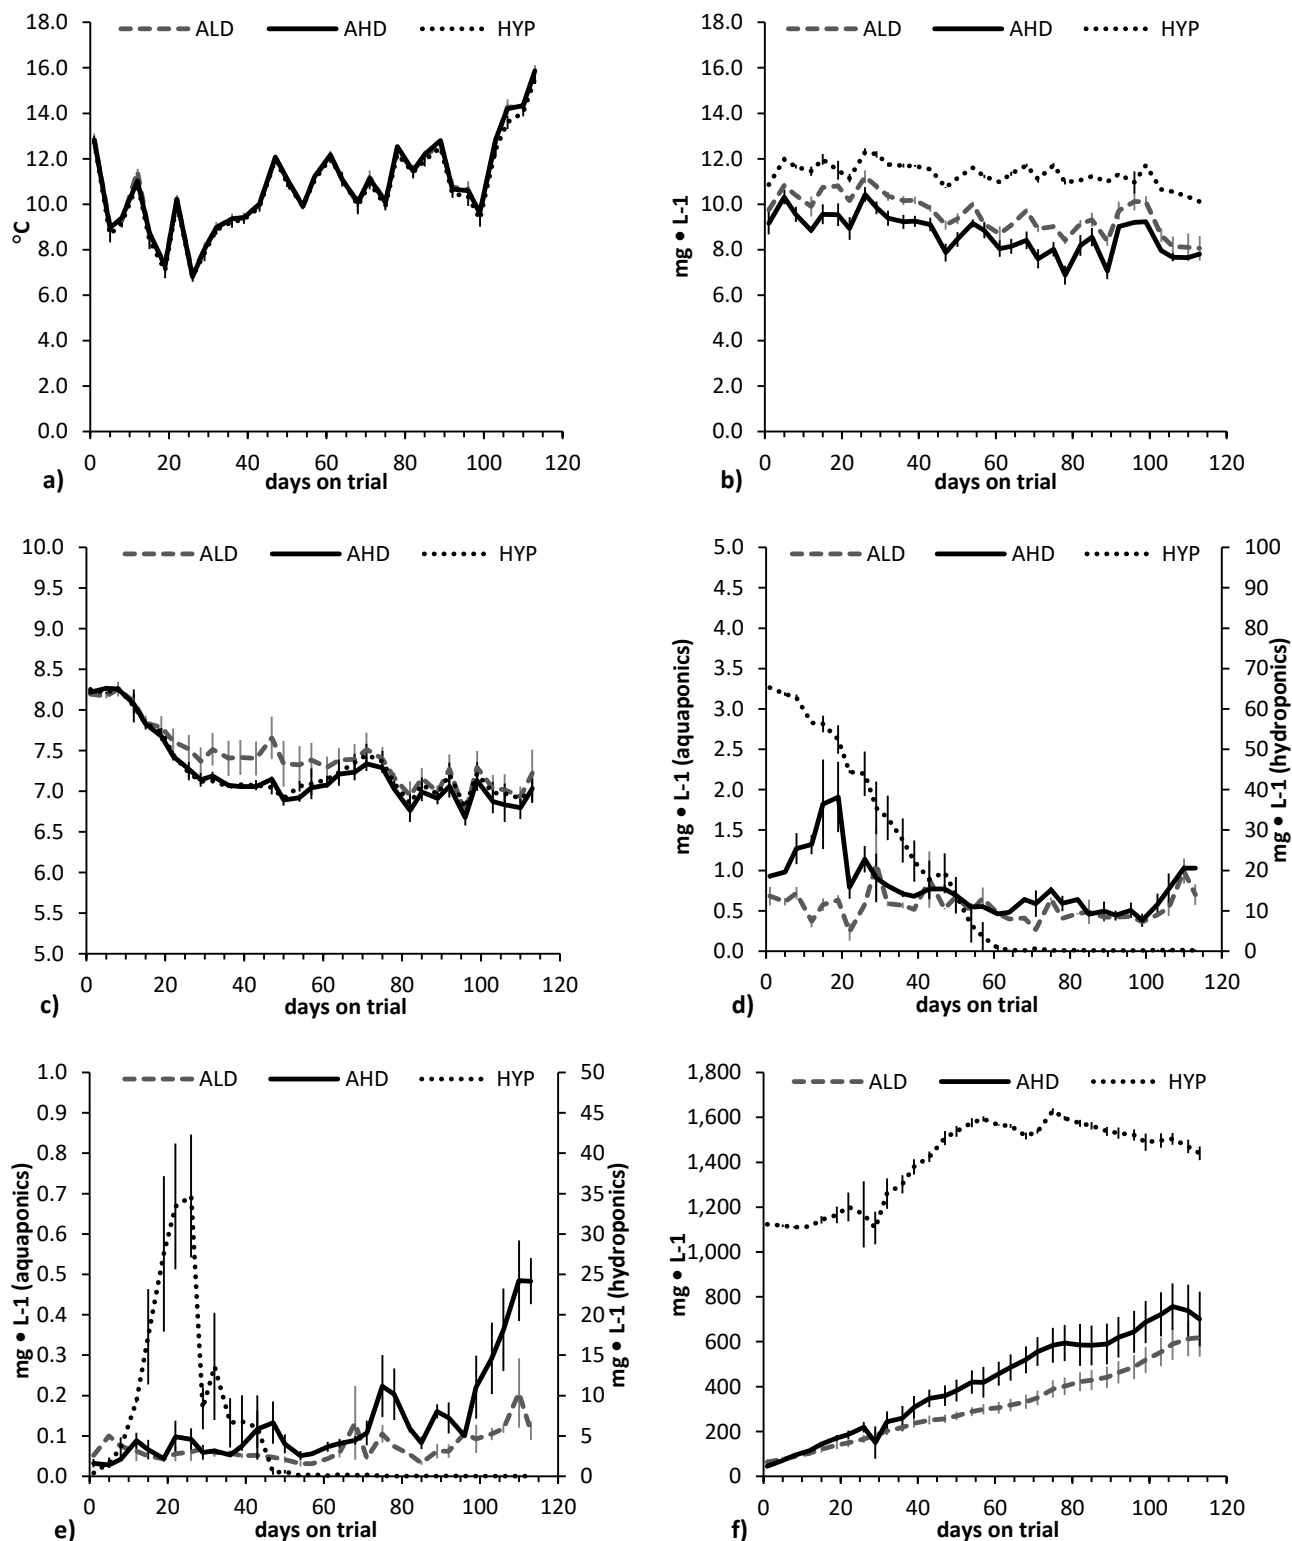 ALD AHD HYP
18.0
16.0
14.0
12.0
10.0
8.0
6.0
4.0
2.0
0.0
°C
0 20 40 60 80 100 120
days on trial
a)
ALD AHD HYP
18.0
16.0
14.0
12.0
10.0
8.0
6.0
4.0
2.0
0.0
mg • L-1
0 20 40 60 80 100 120
days on trial
b)
ALD AHD HYP
10.0
9.5
9.0
8.5
8.0
7.5
7.0
6.5
6.0
5.5
5.0
0 20 40 60 80 100 120
days on trial
c)
ALD AHD HYP
5.0
4.5
4.0
3.5
3.0
2.5
2.0
1.5
1.0
0.5
0.0
mg • L-1 (aquaponics)
100
90
80
70
60
50
40
30
20
10
0
mg • L-1 (hydroponics)
0 20 40 60 80 100 120
days on trial
d)
ALD AHD HYP
1.0
0.9
0.8
0.7
0.6
0.5
0.4
0.3
0.2
0.1
0.0
mg • L-1 (aquaponics)
50
45
40
35
30
25
20
15
10
5
0
mg • L-1 (hydroponics)
0 20 40 60 80 100 120
days on trial
e)
ALD AHD HYP
1,800
1,600
1,400
1,200
1,000
800
600
400
200
0
mg • L-1
0 20 40 60 80 100 120
days on trial
f)